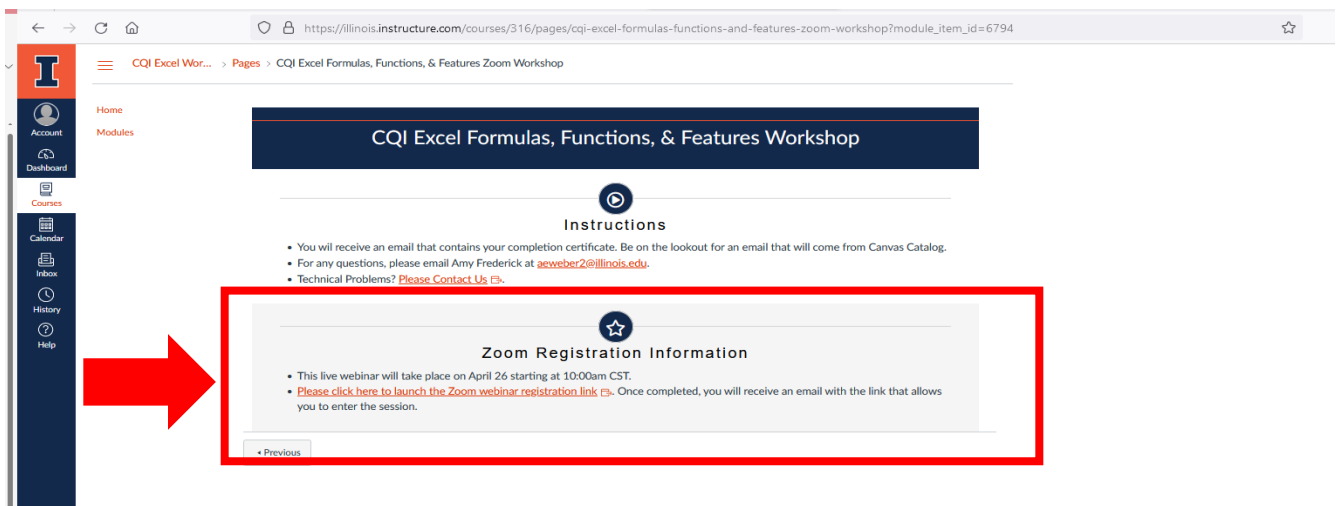 https://illinois.instructure.com/courses/316/pages/cqi-excel-formulas-functions-and-features-zoom-workshop?module_item_id=6794
I
CQI Excel Wor... > Pages > CQI Excel Formulas, Functions, & Features Zoom Workshop
Account
Dashboard
Courses
Calendar
Inbox
History
Help
Home
Modules
CQI Excel Formulas, Functions, & Features Workshop
Instructions
• You wil receive an email that contains your completion certificate. Be on the lookout for an email that will come from Canvas Catalog.
• For any questions, please email Amy Frederick at aeweber2@illinois.edu.
• Technical Problems? Please Contact Us.
Zoom Registration Information
• This live webinar will take place on April 26 starting at 10:00am CST.
• Please click here to launch the Zoom webinar registration link. Once completed, you will receive an email with the link that allows
you to enter the session.
◂ Previous